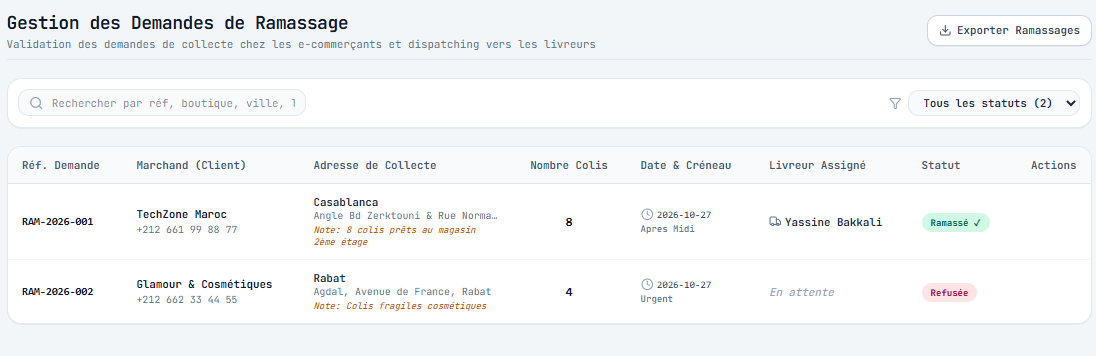 Gestion des Demandes de Ramassage
Validation des demandes de collecte chez les e-commerçants et dispatching vers les livreurs
Exporter Ramassages
Rechercher par réf, boutique, ville, l
Tous les statuts (2)
Réf. Demande Marchand (Client) Adresse de Collecte Nombre Colis Date & Créneau Livreur Assigné Statut Actions
RAM-2026-001
TechZone Maroc
+212 661 99 88 77
Casablanca
Angle Bd Zerktouni & Rue Norma…
Note: 8 colis prêts au magasin
2ème étage
8
2026-10-27
Apres Midi
Yassine Bakkali
Ramassé ✓
RAM-2026-002
Glamour & Cosmétiques
+212 662 33 44 55
Rabat
Agdal, Avenue de France, Rabat
Note: Colis fragiles cosmétiques
4
2026-10-27
Urgent
En attente
Refusée